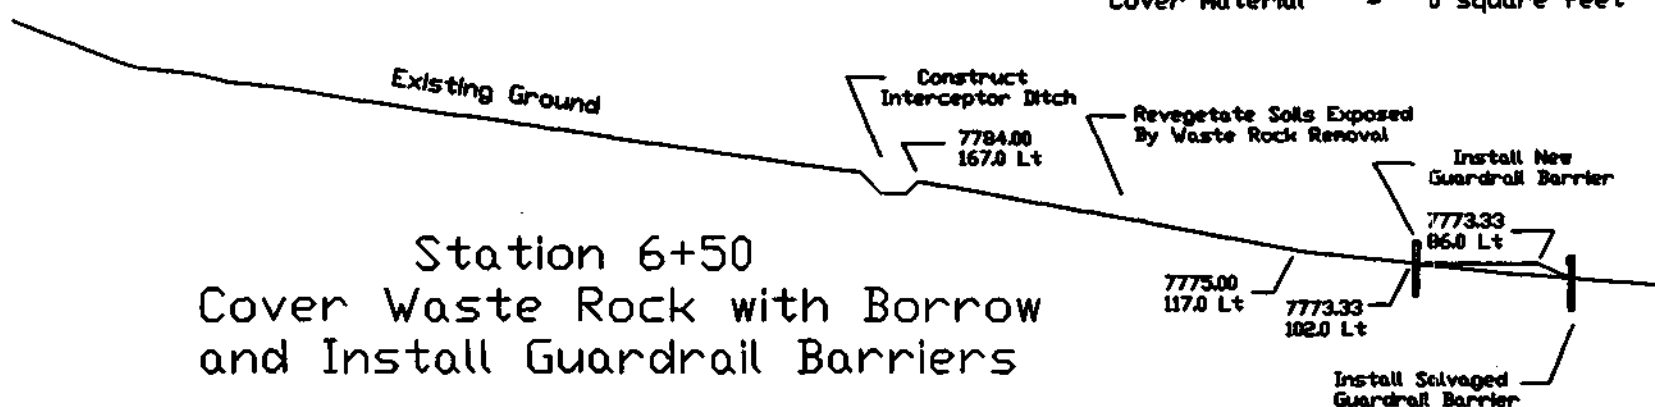 Cover Material = 0 square feet
Existing Ground
Construct
Interceptor Ditch
7784.00
167.0 Lt
Revegetate Soils Exposed
By Waste Rock Removal
Install New
Guardrail Barrier
7773.33
86.0 Lt
Station 6+50
Cover Waste Rock with Borrow
and Install Guardrail Barriers
7775.00
117.0 Lt
7773.33
102.0 Lt
Install Salvaged
Guardrail Barrier